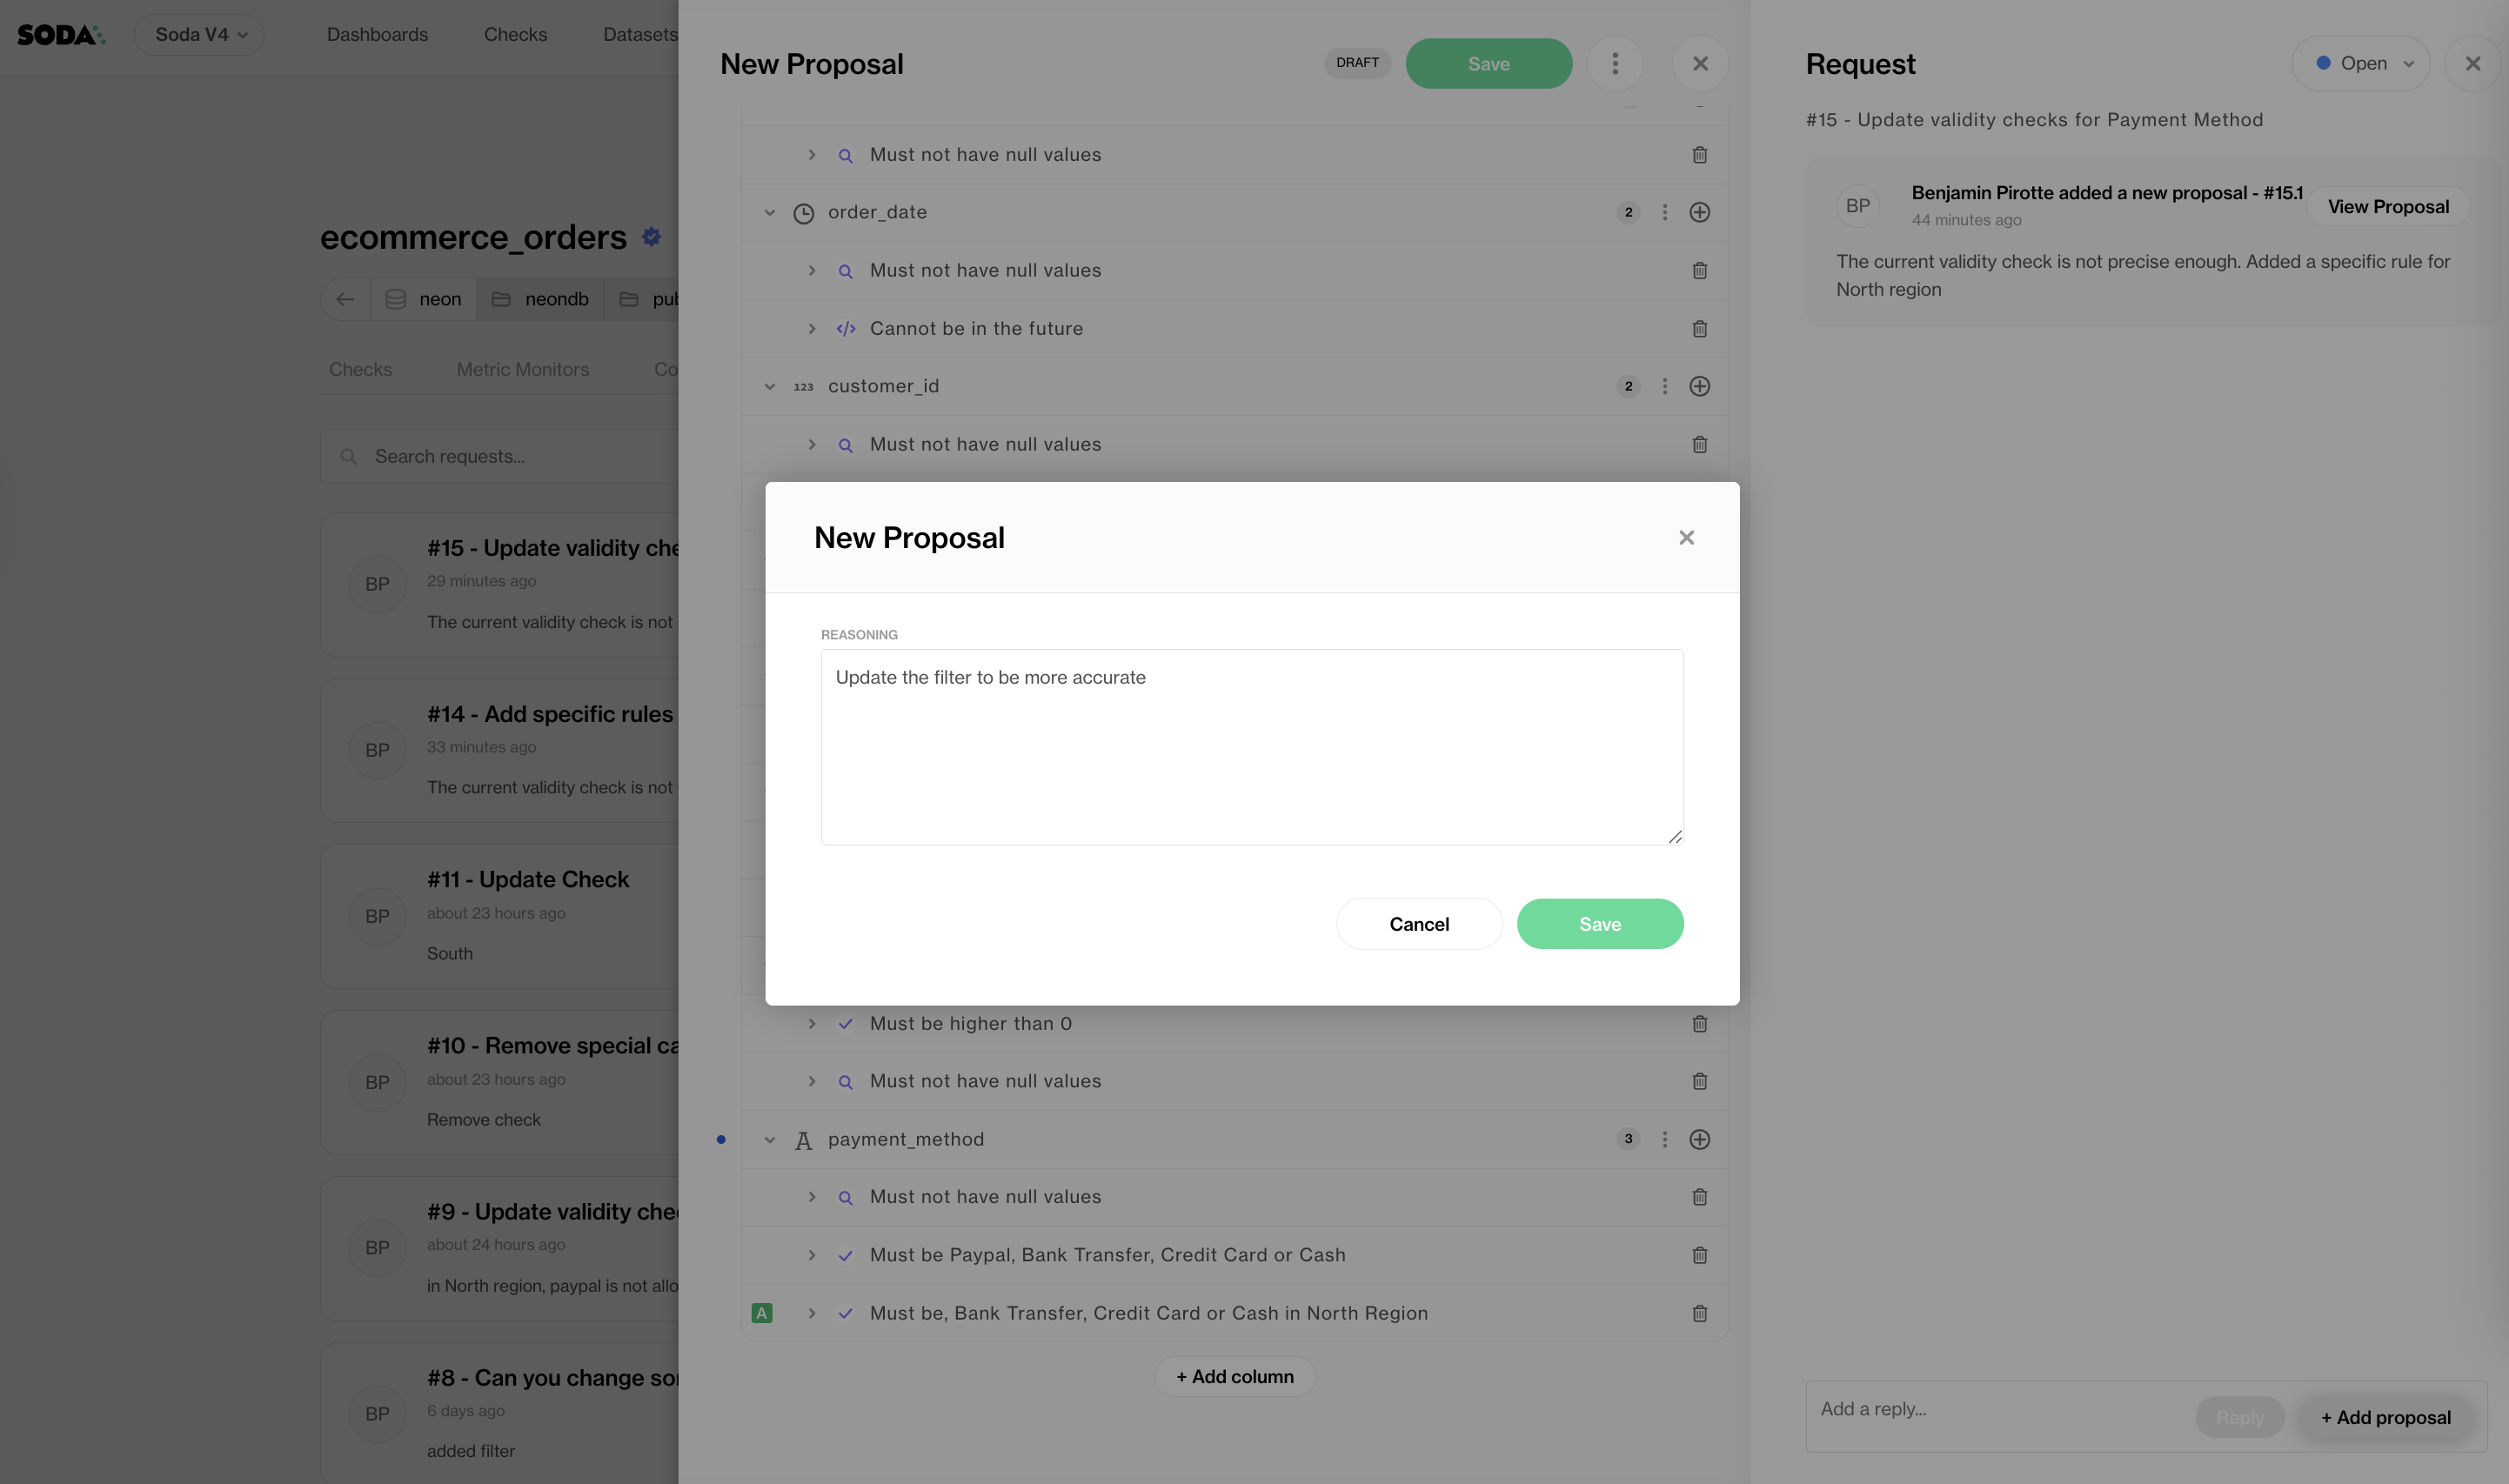 SODA
Soda V4
Dashboards
Checks
Datasets
ecommerce_orders
neon
neondb
Checks
Metric Monitors
Search requests...
#15 - Update validity che
BP
29 minutes ago
The current validity check is not
#14 - Add specific rules
BP
33 minutes ago
The current validity check is not
#11 - Update Check
BP
about 23 hours ago
South
#10 - Remove special ca
BP
about 23 hours ago
Remove check
#9 - Update validity che
BP
about 24 hours ago
in North region, paypal is not allo
#8 - Can you change so
BP
6 days ago
added filter
New Proposal
DRAFT
Save
Must not have null values
order_date
2
Must not have null values
Cannot be in the future
123
customer_id
2
Must not have null values
New Proposal
REASONING
Update the filter to be more accurate
Cancel
Save
Must be higher than 0
Must not have null values
A
payment_method
3
Must not have null values
Must be Paypal, Bank Transfer, Credit Card or Cash
A
Must be, Bank Transfer, Credit Card or Cash in North Region
+ Add column
Request
Open
#15 - Update validity checks for Payment Method
BP
Benjamin Pirotte added a new proposal - #15.1
44 minutes ago
View Proposal
The current validity check is not precise enough. Added a specific rule for
North region
Add a reply...
Reply
+ Add proposal